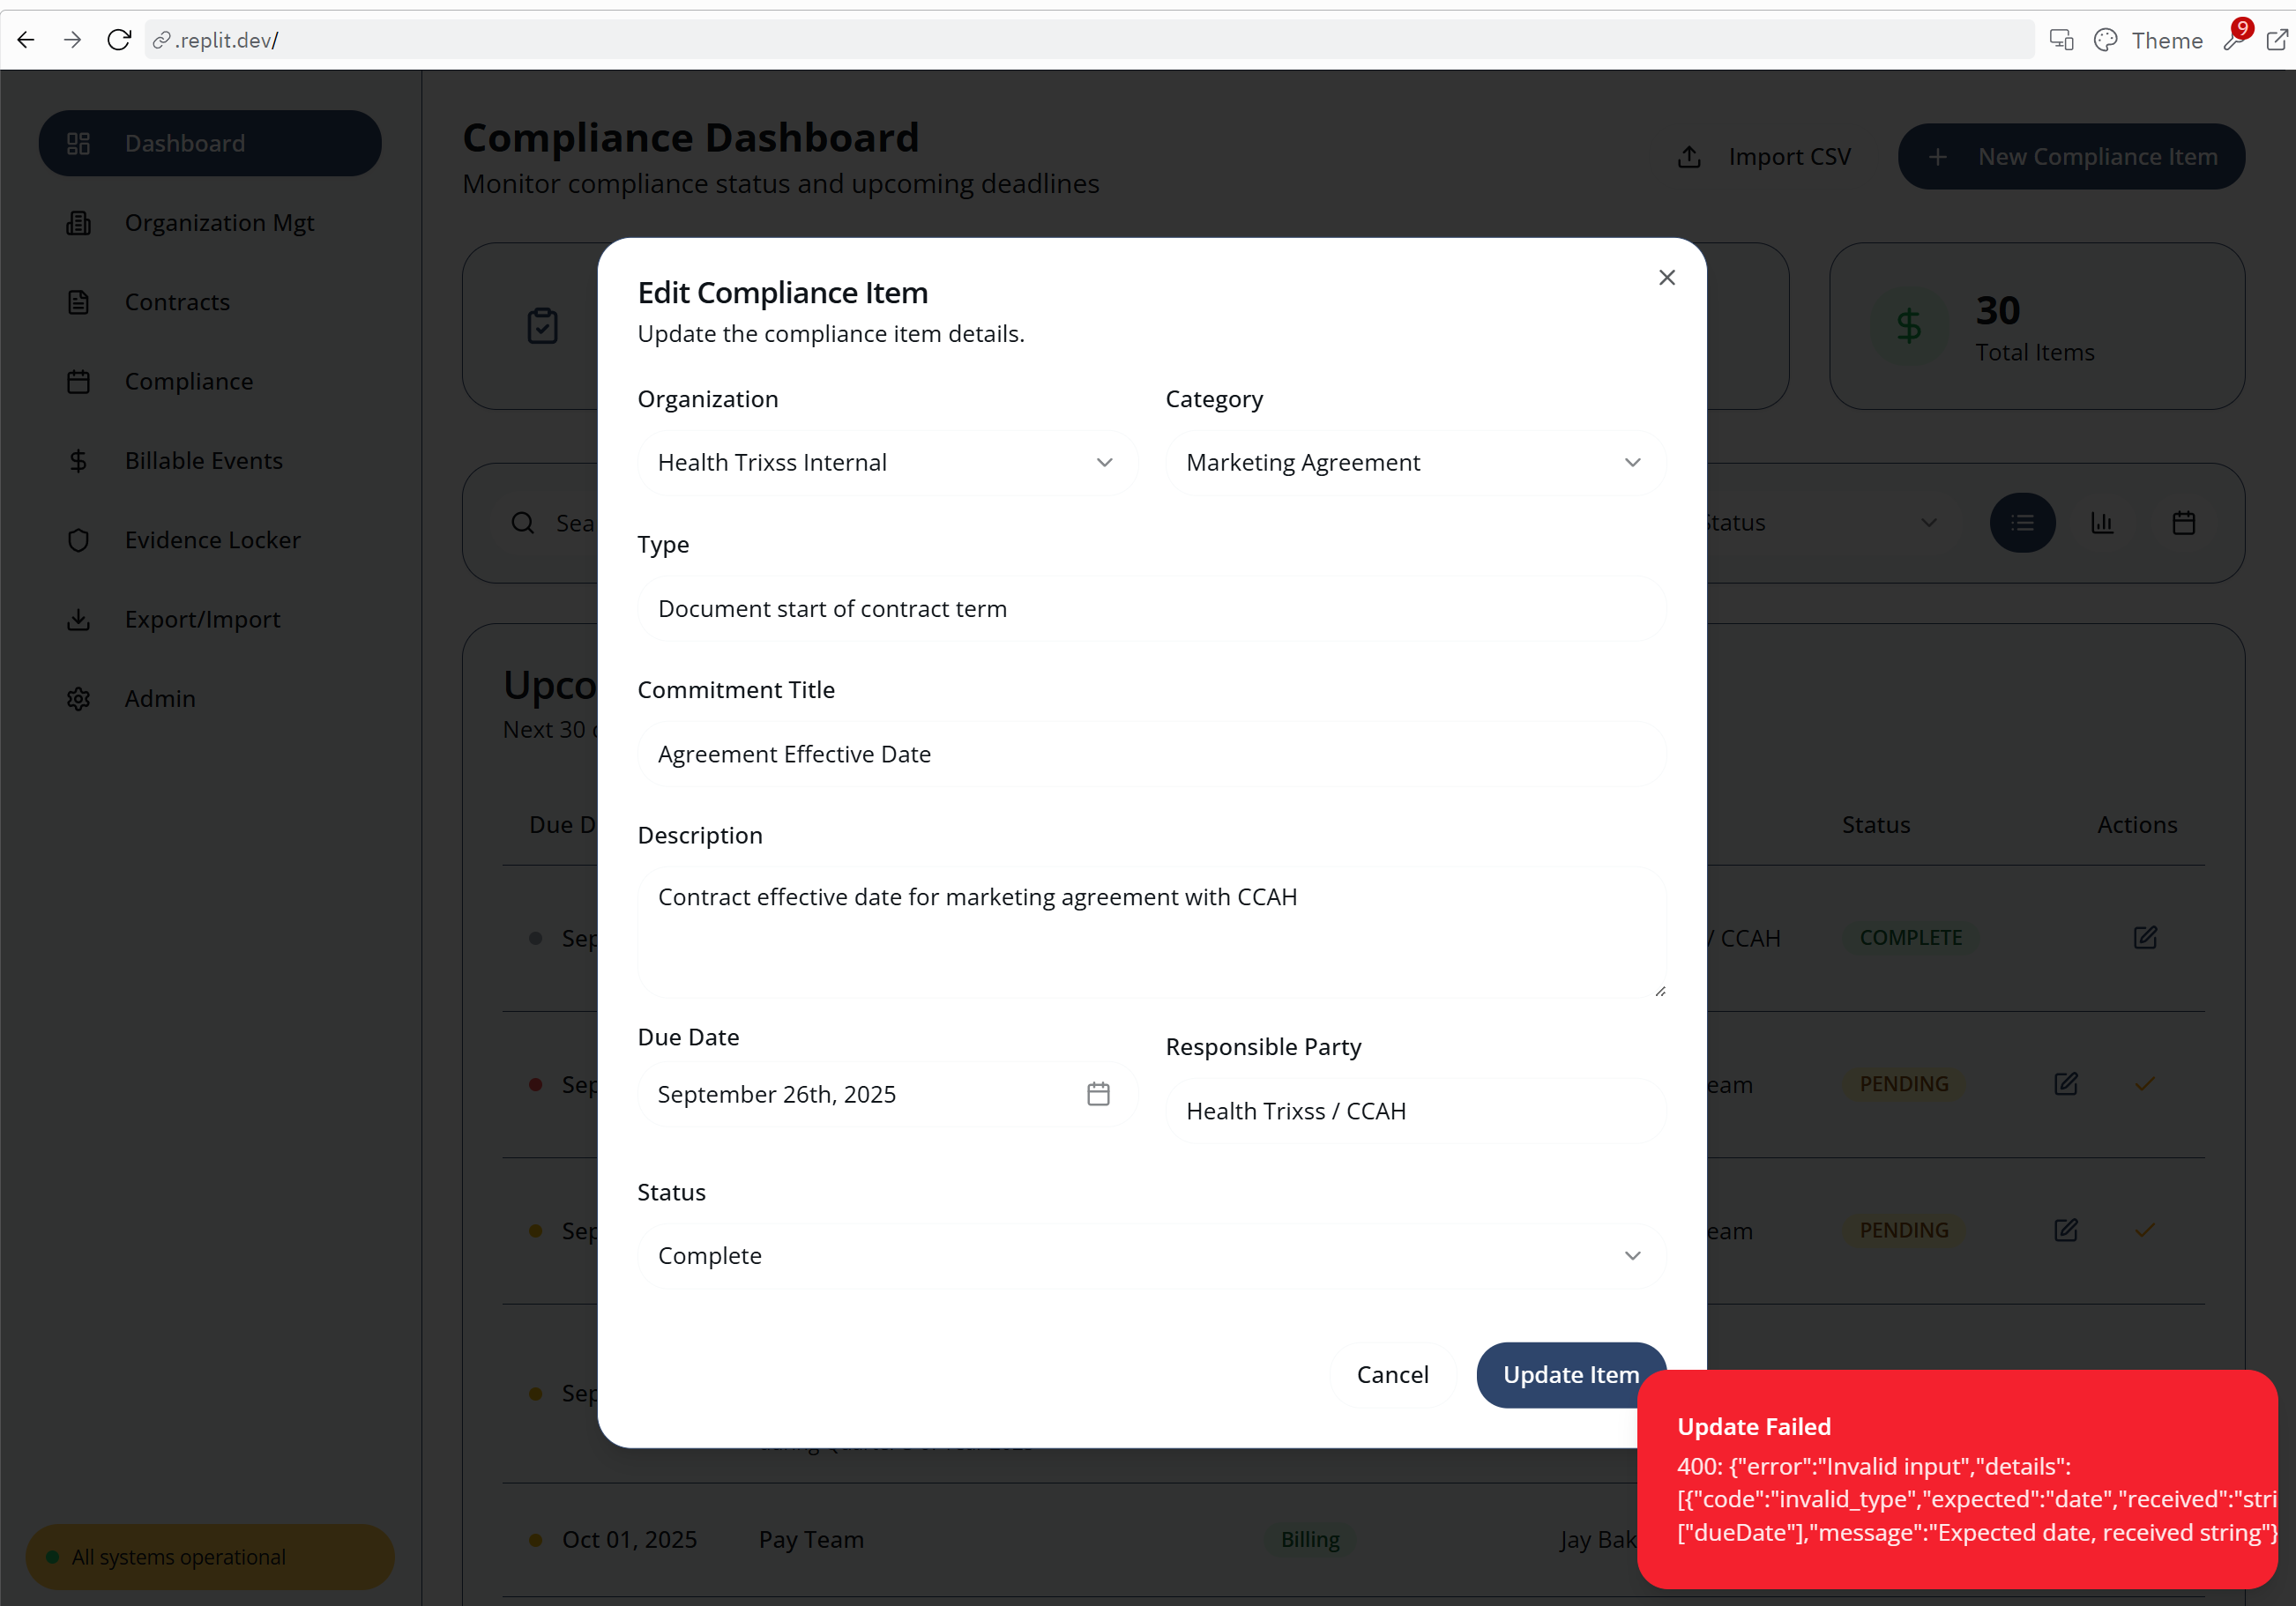 .replit.dev/
Theme
9
Dashboard
Organization Mgt
Contracts
Compliance
Billable Events
Evidence Locker
Export/Import
Admin
All systems operational
Compliance Dashboard
Monitor compliance status and upcoming deadlines
Import CSV
New Compliance Item
30
Total Items
Sea
Status
Upco
Next 30
Due D
Status
Actions
Sep
/ CCAH
COMPLETE
Sep
eam
PENDING
Sep
eam
PENDING
Sep
Oct 01, 2025
Pay Team
Billing
Jay Bak
Edit Compliance Item
Update the compliance item details.
Organization
Category
Health Trixss Internal
Marketing Agreement
Type
Document start of contract term
Commitment Title
Agreement Effective Date
Description
Contract effective date for marketing agreement with CCAH
Due Date
Responsible Party
September 26th, 2025
Health Trixss / CCAH
Status
Complete
Cancel
Update Item
Update Failed
400: {"error":"Invalid input","details":
[{"code":"invalid_type","expected":"date","received":"stri
["dueDate"],"message":"Expected date, received string"}